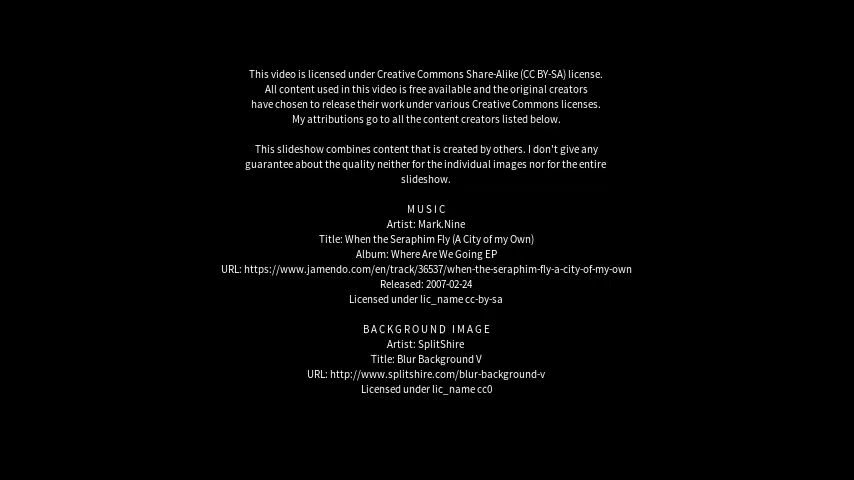 This video is licensed under Creative Commons Share-Alike (CC BY-SA) license.
All content used in this video is free available and the original creators
have chosen to release their work under various Creative Commons licenses.
My attributions go to all the content creators listed below.
This slideshow combines content that is created by others. I don't give any
guarantee about the quality neither for the individual images nor for the entire
slideshow.
MUSIC
Artist: Mark.Nine
Title: When the Seraphim Fly (A City of my Own)
Album: Where Are We Going EP
URL: https://www.jamendo.com/en/track/36537/when-the-seraphim-fly-a-city-of-my-own
Released: 2007-02-24
Licensed under lic_name cc-by-sa
BACKGROUND IMAGE
Artist: SplitShire
Title: Blur Background V
URL: http://www.splitshire.com/blur-background-v
Licensed under lic_name cc0